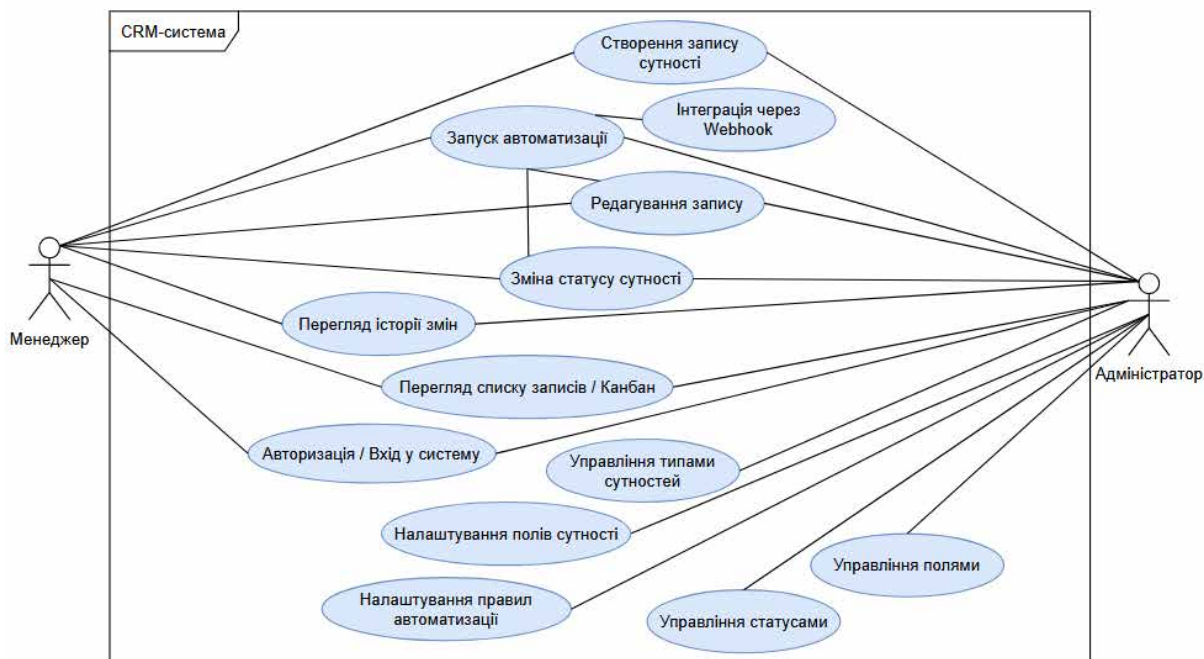 CRM-система
Створення запису
сутності
Інтеграція через
Webhook
Запуск автоматизації
Редагування запису
Зміна статусу сутності
Перегляд історії змін
Менеджер
Адміністратор
Перегляд списку записів / Канбан
Авторизація / Вхід у систему
Управління типами
сутностей
Налаштування полів сутності
Управління полями
Налаштування правил
автоматизації
Управління статусами